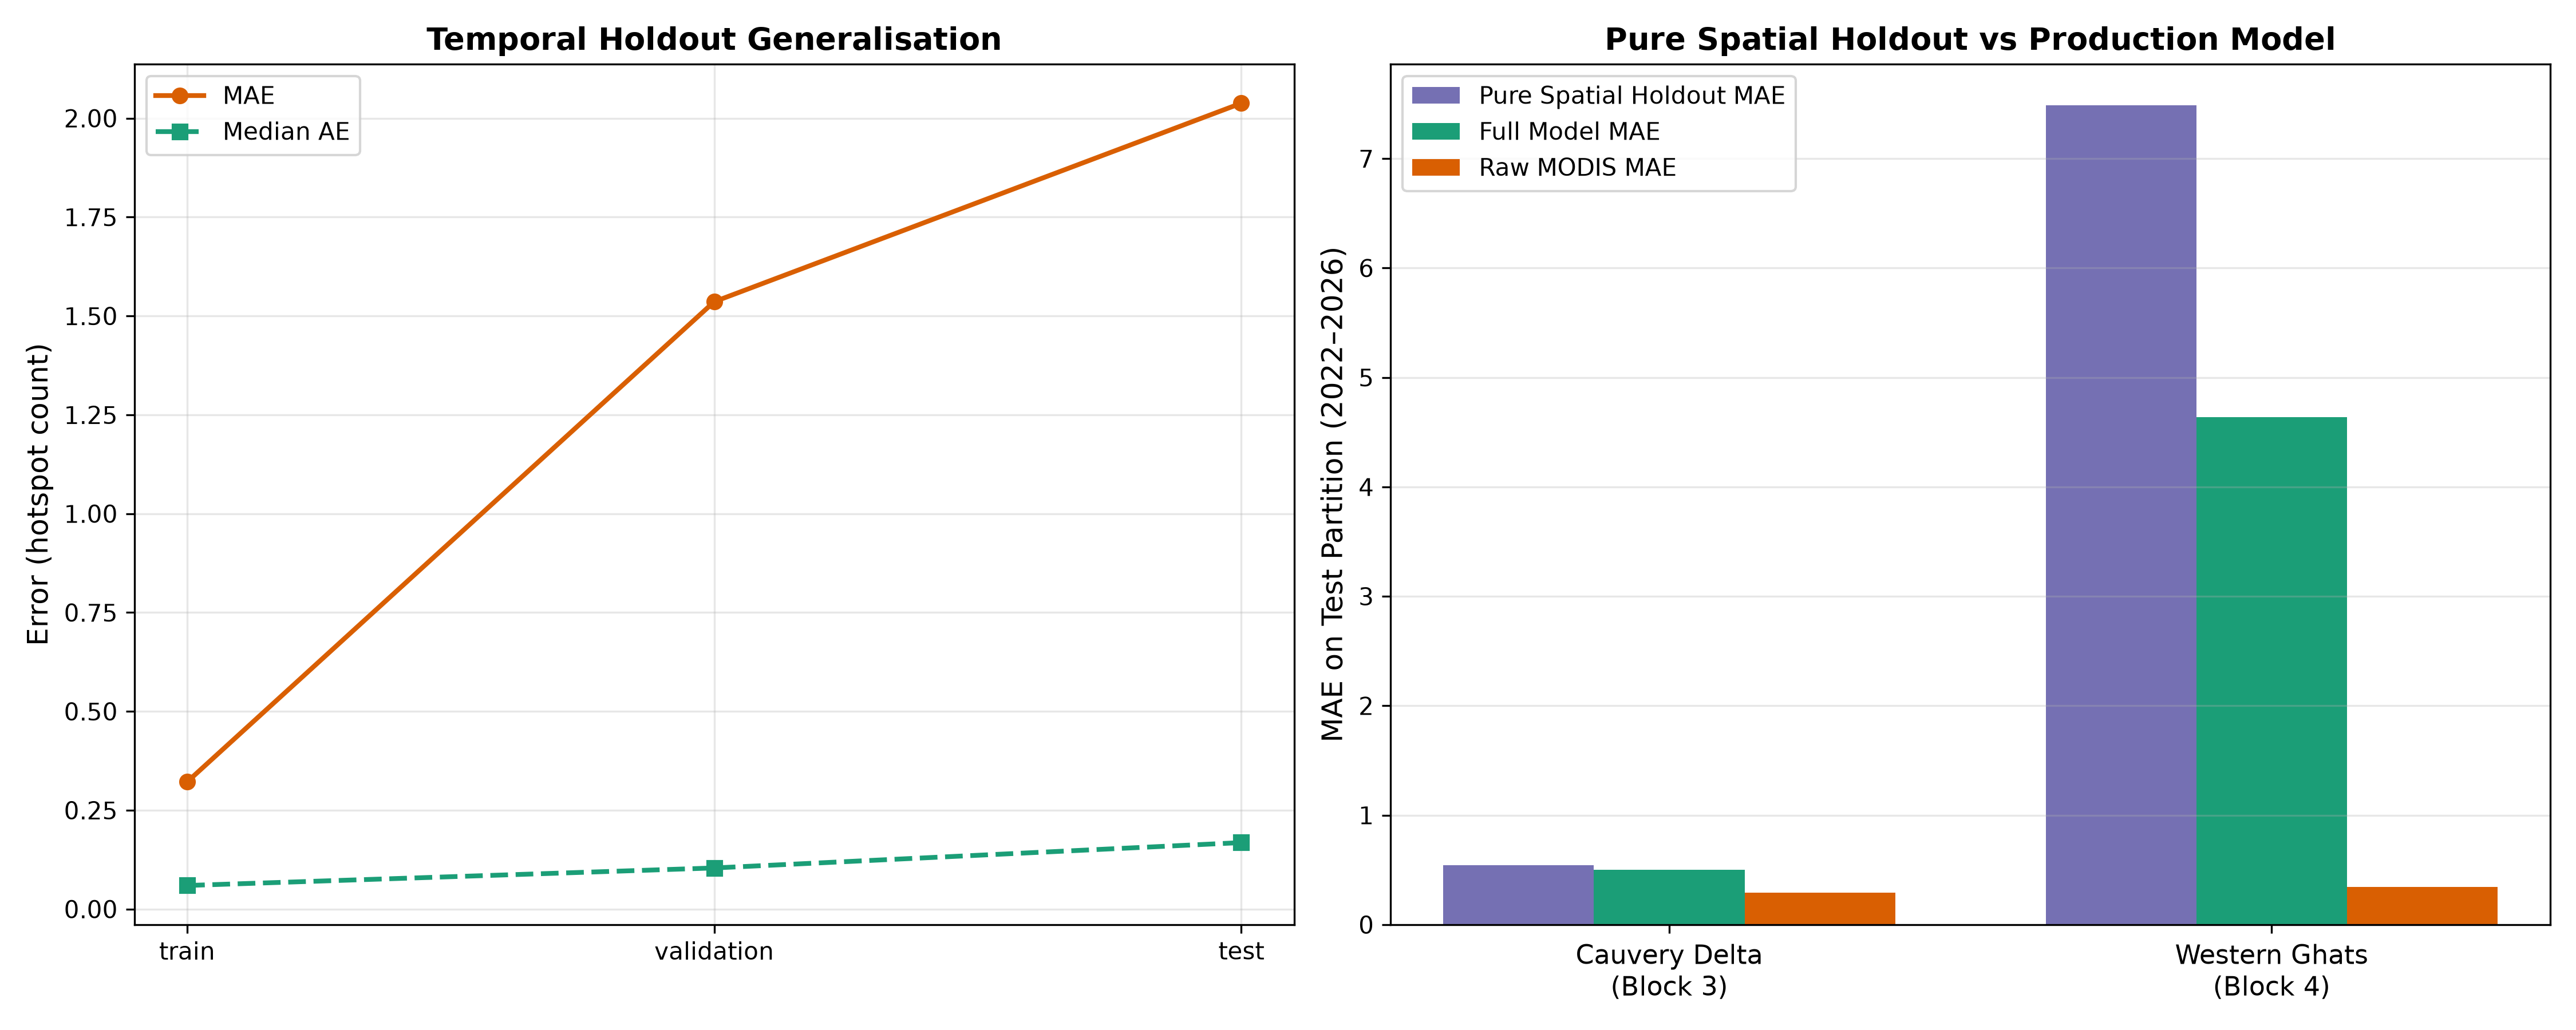 Temporal Holdout Generalisation
MAE
Median AE
Error (hotspot count)
2.00
1.75
1.50
1.25
1.00
0.75
0.50
0.25
0.00
train
validation
test
Pure Spatial Holdout vs Production Model
Pure Spatial Holdout MAE
Full Model MAE
Raw MODIS MAE
MAE on Test Partition (2022–2026)
7
6
5
4
3
2
1
0
Cauvery Delta
(Block 3)
Western Ghats
(Block 4)